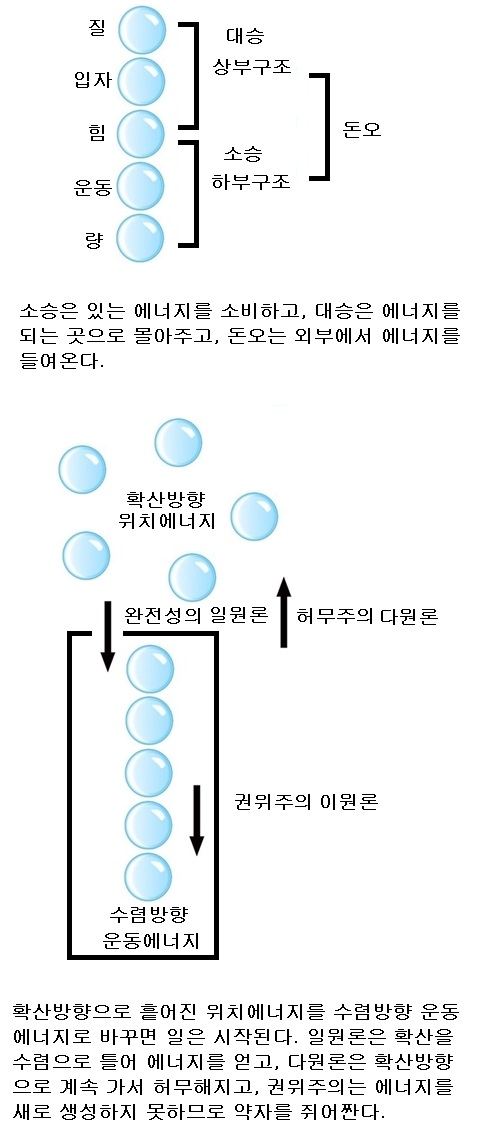 질
대승
입자
상부구조
힘
돈오
소승
운동
하부구조
량
소승은 있는 에너지를 소비하고, 대승은 에너지를
되는 곳으로 몰아주고, 돈오는 외부에서 에너지를
들여온다.
확산방향
위치에너지
완전성의 일원론
허무주의 다원론
권위주의 이원론
수렴방향
운동에너지
확산방향으로 흩어진 위치에너지를 수렴방향 운동
에너지로 바꾸면 일은 시작된다. 일원론은 확산을
수렴으로 틀어 에너지를 얻고, 다원론은 확산방향
으로 계속 가서 허무해지고, 권위주의는 에너지를
새로 생성하지 못하므로 약자를 쥐어짠다.